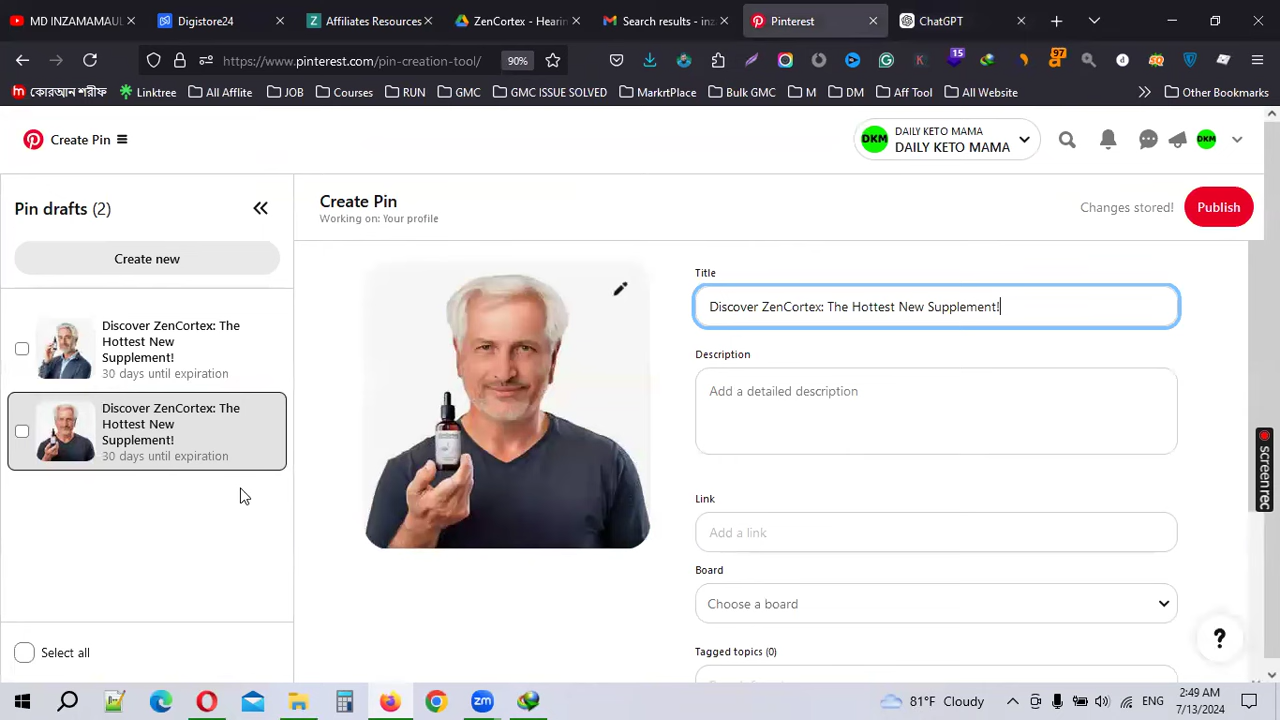 MD INZAMAMAUL
Digistore24
Affiliates Resources
ZenCortex - Hearin
Search results - inz
Pinterest
ChatGPT
https://www.pinterest.com/pin-creation-tool/
90%
15
97
কোরআন শরীফ
Linktree
All Afflite
JOB
Courses
RUN
GMC
GMC ISSUE SOLVED
MarkrtPlace
Bulk GMC
M
DM
Aff Tool
All Website
Other Bookmarks
Create Pin
DKM
DAILY KETO MAMA
DAILY KETO MAMA
DKM
Pin drafts (2)
Create new
Discover ZenCortex: The
Hottest New
Supplement!
30 days until expiration
Discover ZenCortex: The
Hottest New
Supplement!
30 days until expiration
Select all
Create Pin
Working on: Your profile
Changes stored!
Publish
Title
Discover ZenCortex: The Hottest New Supplement!
Description
Add a detailed description
Link
Add a link
Board
Choose a board
Tagged topics (0)
?
screen rec
81°F Cloudy
ENG
2:49 AM
7/13/2024